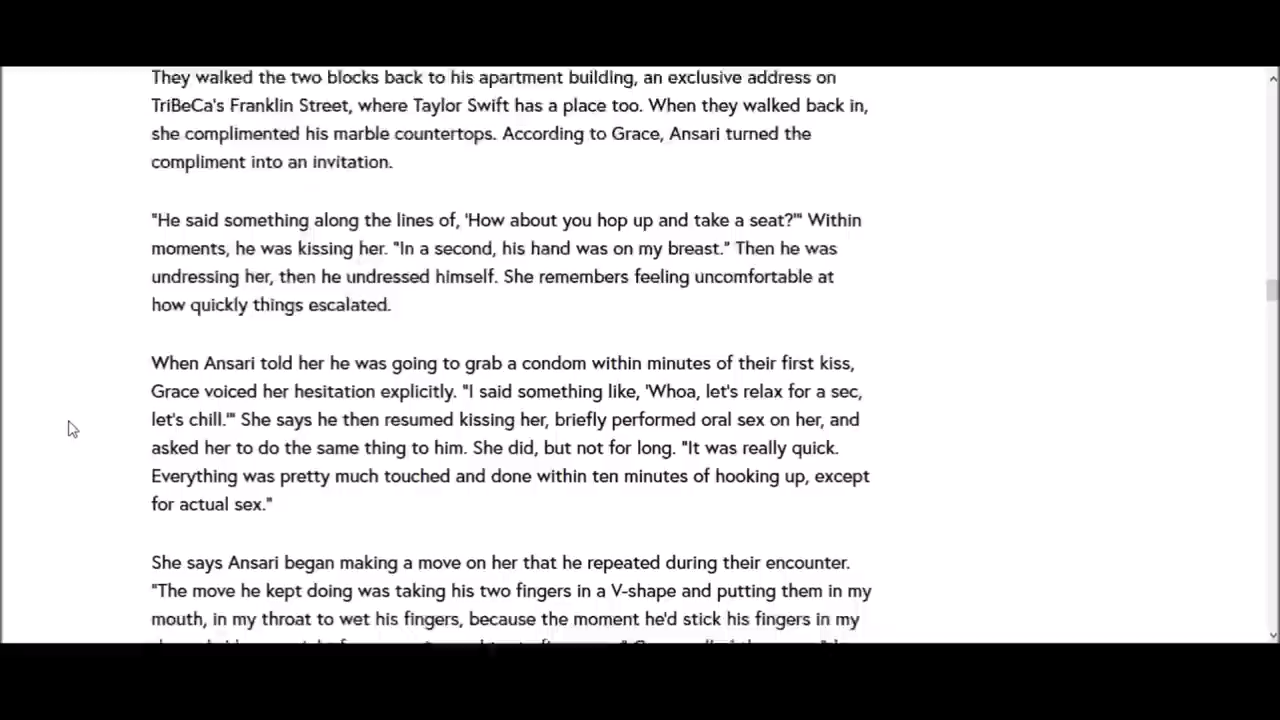 They walked the two blocks back to his apartment building, an exclusive address on
TriBeCa's Franklin Street, where Taylor Swift has a place too. When they walked back in,
she complimented his marble countertops. According to Grace, Ansari turned the
compliment into an invitation.
"He said something along the lines of, 'How about you hop up and take a seat?'" Within
moments, he was kissing her. "In a second, his hand was on my breast." Then he was
undressing her, then he undressed himself. She remembers feeling uncomfortable at
how quickly things escalated.
When Ansari told her he was going to grab a condom within minutes of their first kiss,
Grace voiced her hesitation explicitly. "I said something like, 'Whoa, let's relax for a sec,
let's chill.'" She says he then resumed kissing her, briefly performed oral sex on her, and
asked her to do the same thing to him. She did, but not for long. "It was really quick.
Everything was pretty much touched and done within ten minutes of hooking up, except
for actual sex."
She says Ansari began making a move on her that he repeated during their encounter.
"The move he kept doing was taking his two fingers in a V-shape and putting them in my
mouth, in my throat to wet his fingers, because the moment he'd stick his fingers in my